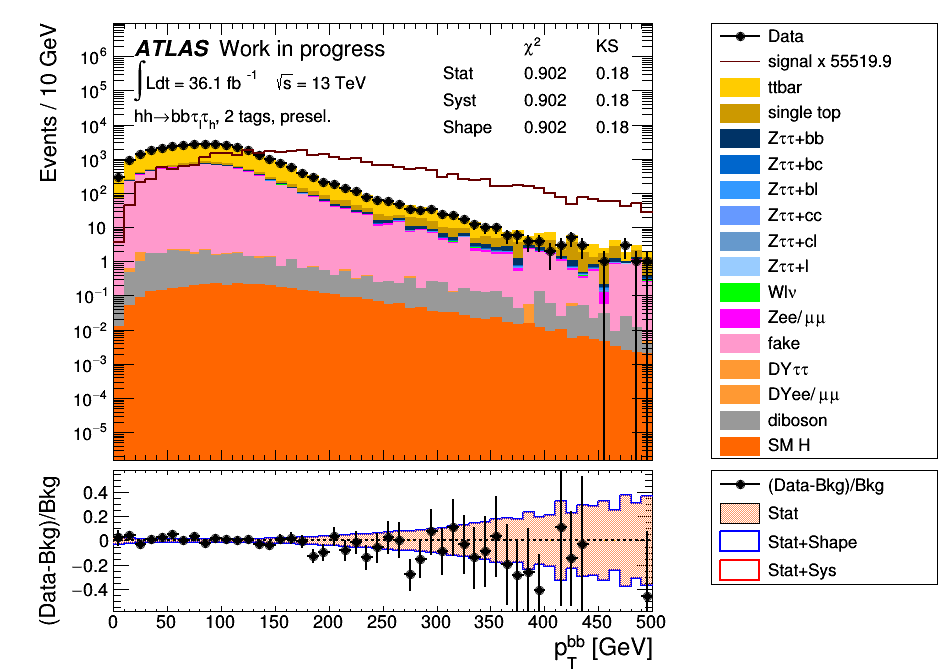 ATLAS Work in progress
∫Ldt = 36.1 fb⁻¹ √s = 13 TeV
hh→bbτₗτₕ, 2 tags, presel.
χ² KS
Stat 0.902 0.18
Syst 0.902 0.18
Shape 0.902 0.18
Events / 10 GeV
10⁶
10⁵
10⁴
10³
10²
10
1
10⁻¹
10⁻²
10⁻³
10⁻⁴
10⁻⁵
Data
signal x 55519.9
ttbar
single top
Zττ+bb
Zττ+bc
Zττ+bl
Zττ+cc
Zττ+cl
Zττ+l
Wlν
Zee/μμ
fake
DYττ
DYee/μμ
diboson
SM H
(Data-Bkg)/Bkg
0.4
0.2
0
−0.2
−0.4
0 50 100 150 200 250 300 350 400 450 500
p_T^bb [GeV]
(Data-Bkg)/Bkg
Stat
Stat+Shape
Stat+Sys